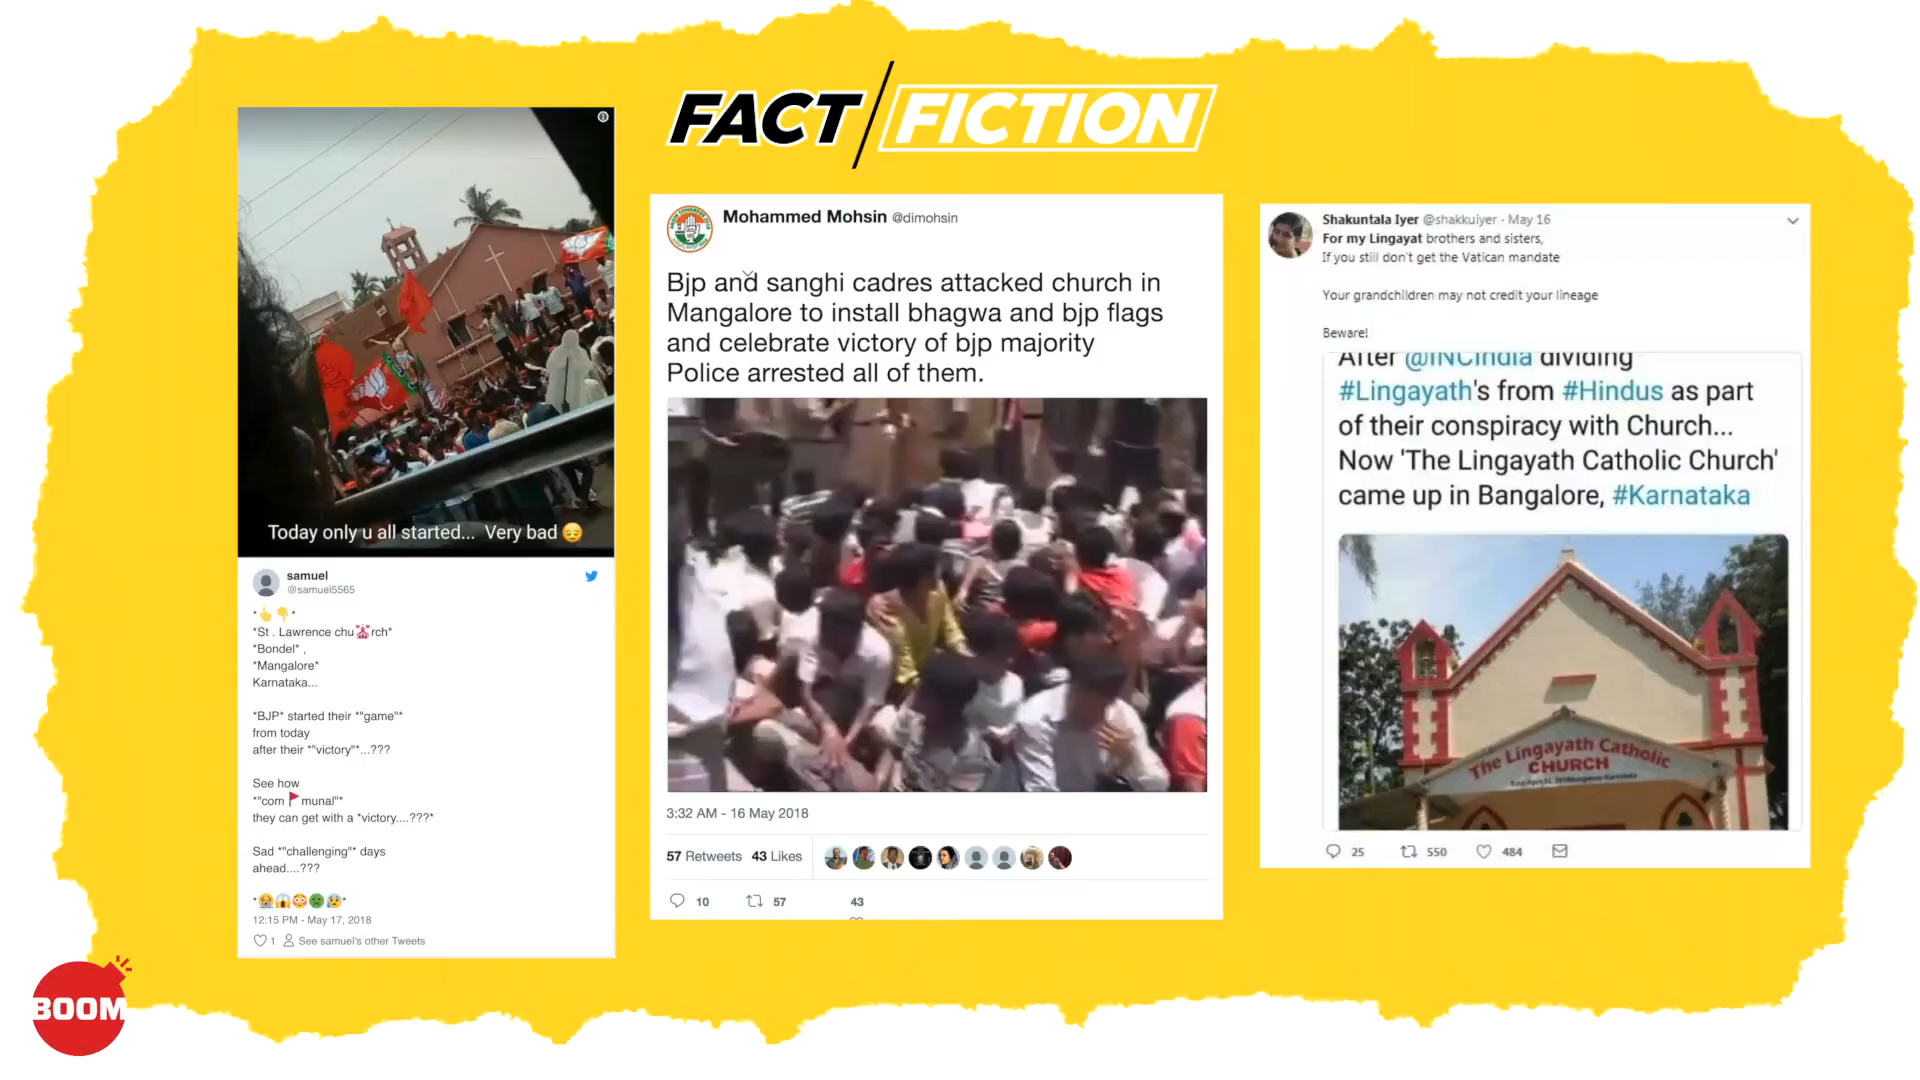 FACT/FICTION
Today only u all started... Very bad 😔
samuel
@samuel5565
*👆👇*
*St . Lawrence chu💒rch*
*Bondel* ,
*Mangalore*
Karnataka...
*BJP* started their *"game"*
from today
after their *"victory"*...???
See how
*"com🚩munal"*
they can get with a *victory....???*
Sad *"challenging"* days
ahead....???
12:15 PM - May 17, 2018
1 See samuel's other Tweets
Mohammed Mohsin @dimohsin
Bjp and sanghi cadres attacked church in
Mangalore to install bhagwa and bjp flags
and celebrate victory of bjp majority
Police arrested all of them.
3:32 AM - 16 May 2018
57 Retweets 43 Likes
10 57 43
Shakuntala Iyer @shakkuiyer · May 16
For my Lingayat brothers and sisters,
If you still don't get the Vatican mandate
Your grandchildren may not credit your lineage
Beware!
After @INCIndia dividing
#Lingayath's from #Hindus as part
of their conspiracy with Church...
Now 'The Lingayath Catholic Church'
came up in Bangalore, #Karnataka
The Lingayath Catholic
CHURCH
25 550 484
BOOM